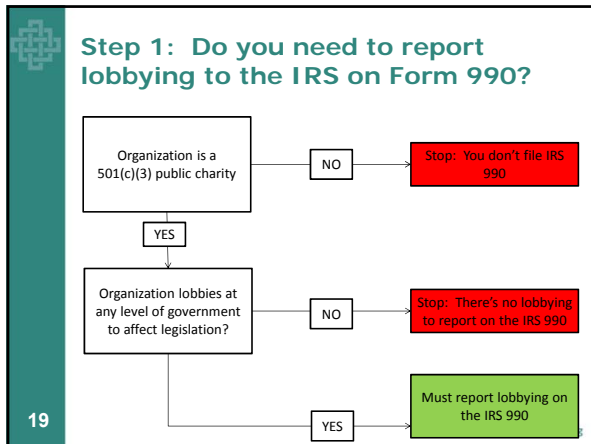 Step 1: Do you need to report
lobbying to the IRS on Form 990?
Organization is a
501(c)(3) public charity
NO
Stop: You don't file IRS
990
YES
Organization lobbies at
any level of government
to affect legislation?
NO
Stop: There's no lobbying
to report on the IRS 990
Must report lobbying on
the IRS 990
YES
19